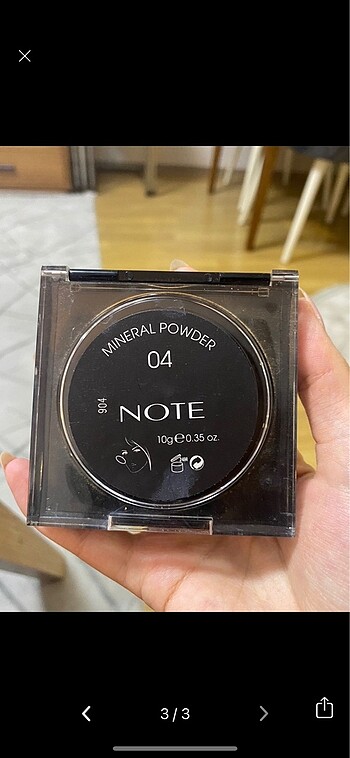 MINERAL POWDER
04
904
NOTE
10g e 0.35 oz.
3/3